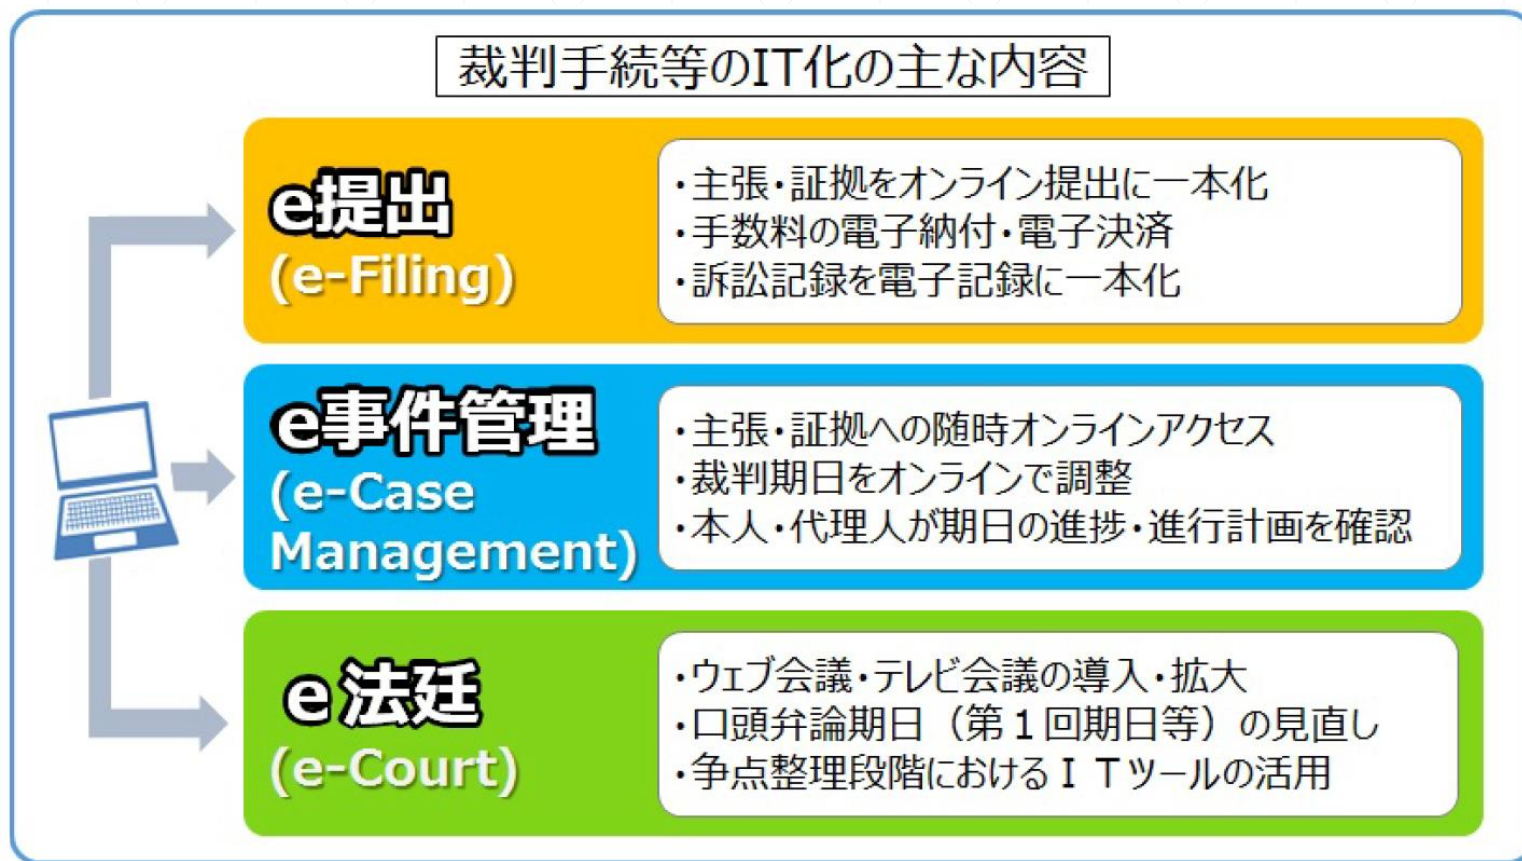 裁判手続等のIT化の主な内容
e提出
(e-Filing)
・主張・証拠をオンライン提出に一本化
・手数料の電子納付・電子決済
・訴訟記録を電子記録に一本化
e事件管理
(e-Case
Management)
・主張・証拠への随時オンラインアクセス
・裁判期日をオンラインで調整
・本人・代理人が期日の進捗・進行計画を確認
e法廷
(e-Court)
・ウェブ会議・テレビ会議の導入・拡大
・口頭弁論期日（第１回期日等）の見直し
・争点整理段階におけるＩＴツールの活用